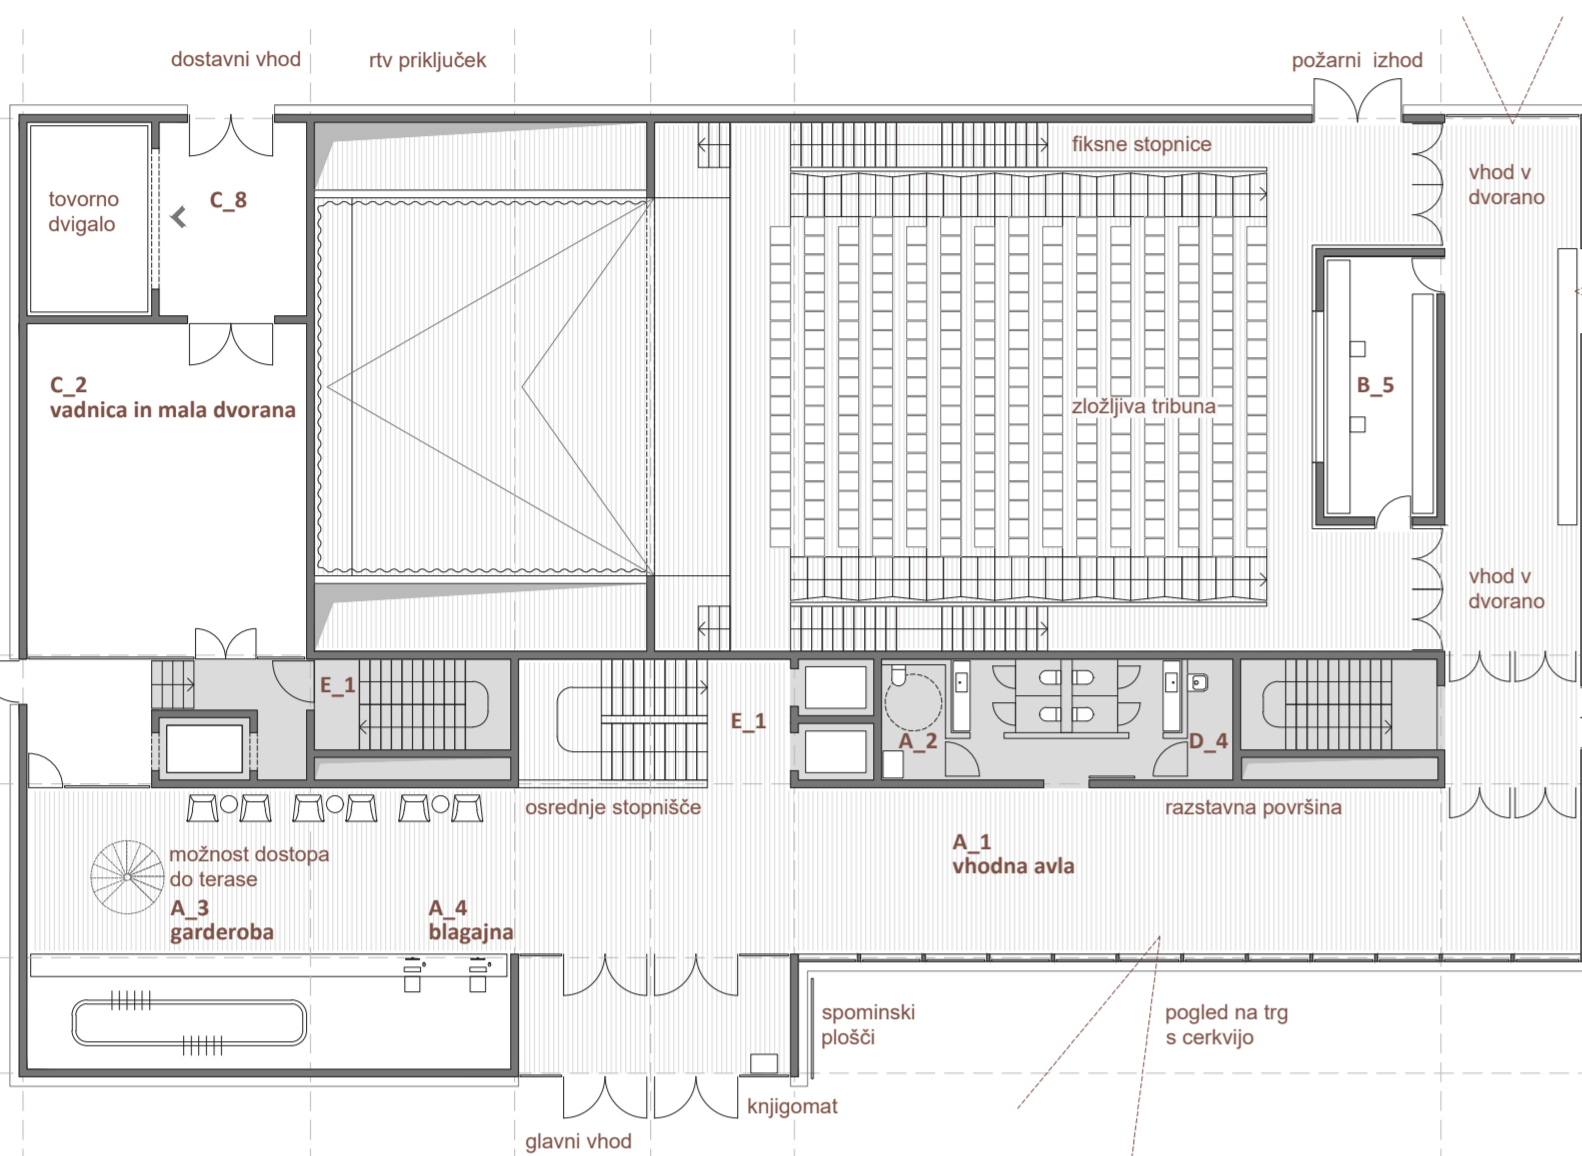 dostavni vhod
rtv priključek
požarni izhod
fiksne stopnice
tovorno
dvigalo
C_8
vhod v
dvorano
C_2
vadnica in mala dvorana
B_5
zložljiva tribuna
vhod v
dvorano
E_1
E_1
A_2
D_4
osrednje stopnišče
razstavna površina
A_1
vhodna avla
možnost dostopa
do terase
A_3
garderoba
A_4
blagajna
spominski
plošči
pogled na trg
s cerkvijo
knjigomat
glavni vhod